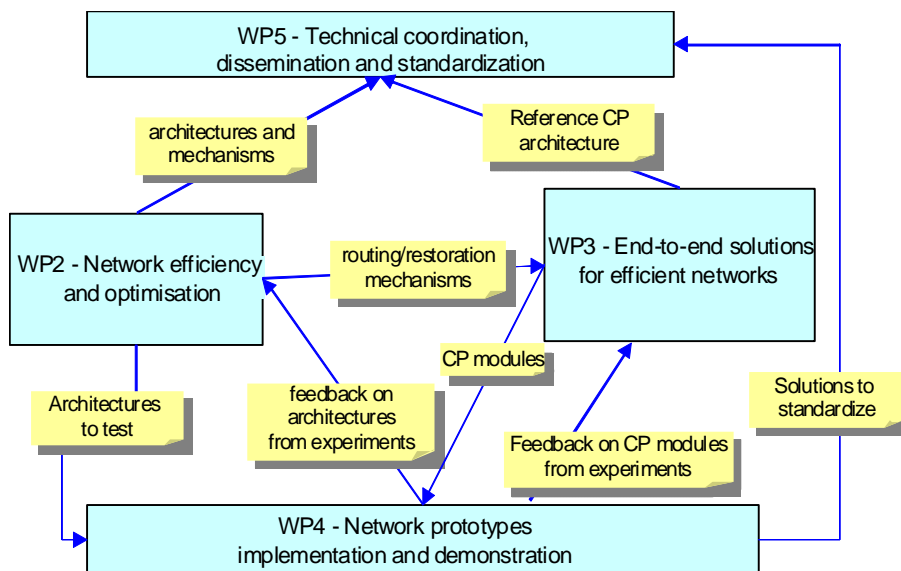 WP5 - Technical coordination,
dissemination and standardization
architectures and
mechanisms
Reference CP
architecture
WP2 - Network efficiency
and optimisation
routing/restoration
mechanisms
WP3 - End-to-end solutions
for efficient networks
CP modules
Architectures
to test
feedback on
architectures
from experiments
Feedback on CP modules
from experiments
Solutions to
standardize
WP4 - Network prototypes
implementation and demonstration